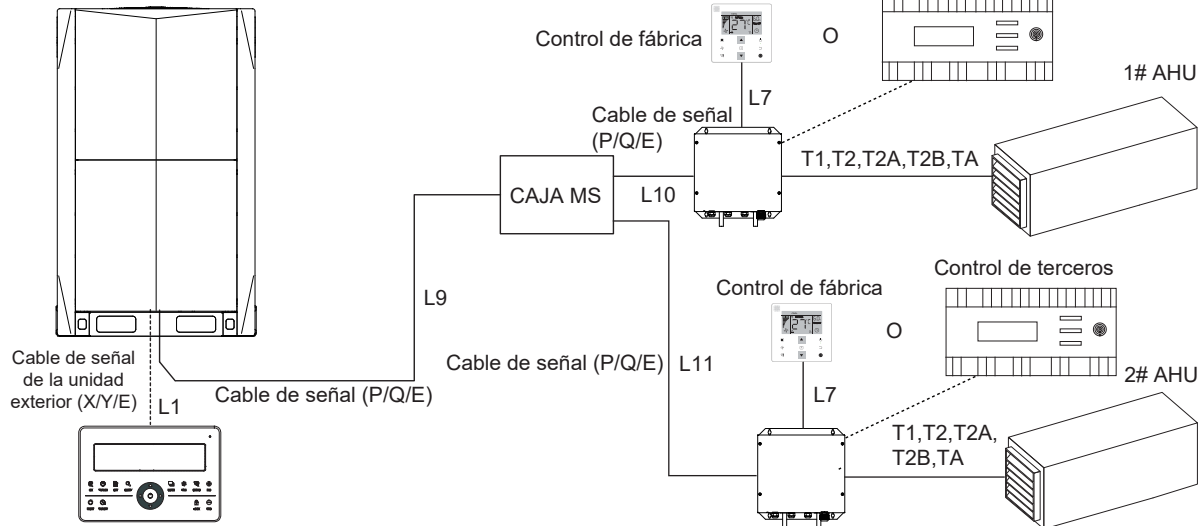 Control de fábrica
O
1# AHU
L7
Cable de señal
(P/Q/E)
T1,T2,T2A,T2B,TA
CAJA MS
L10
Control de terceros
Control de fábrica
O
L9
Cable de señal
de la unidad
exterior (X/Y/E)
L1
Cable de señal (P/Q/E)
Cable de señal (P/Q/E)
L11
L7
2# AHU
T1,T2,T2A,
T2B,TA